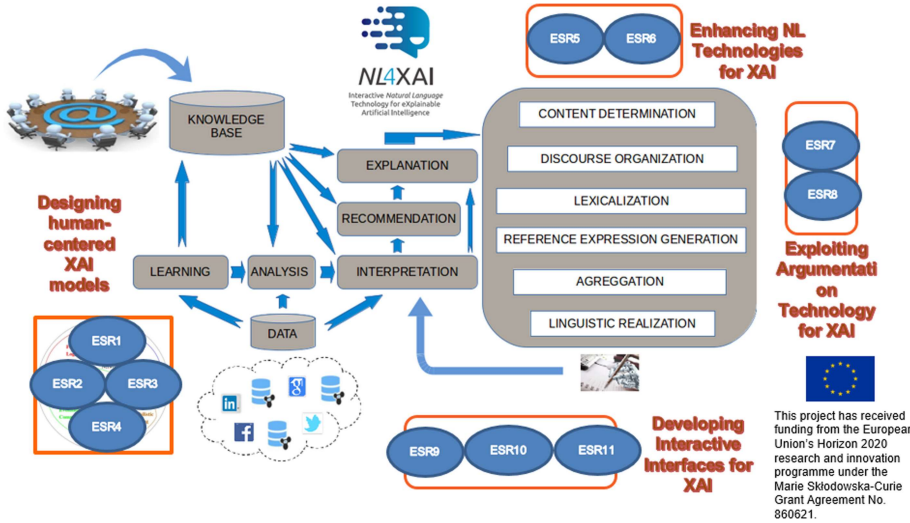 NL4XAI
Interactive Natural Language
Technology for eXplainable
Artificial Intelligence
ESR5
ESR6
Enhancing NL
Technologies
for XAI
KNOWLEDGE
BASE
EXPLANATION
RECOMMENDATION
LEARNING
ANALYSIS
INTERPRETATION
DATA
CONTENT DETERMINATION
DISCOURSE ORGANIZATION
LEXICALIZATION
REFERENCE EXPRESSION GENERATION
AGREGGATION
LINGUISTIC REALIZATION
ESR7
ESR8
Exploiting
Argumentati
on
Technology
for XAI
Designing
human-
centered
XAI
models
ESR1
ESR2
ESR3
ESR4
in
f
g
ESR9
ESR10
ESR11
Developing
Interactive
Interfaces for
XAI
This project has received
funding from the European
Union's Horizon 2020
research and innovation
programme under the
Marie Skłodowska-Curie
Grant Agreement No.
860621.